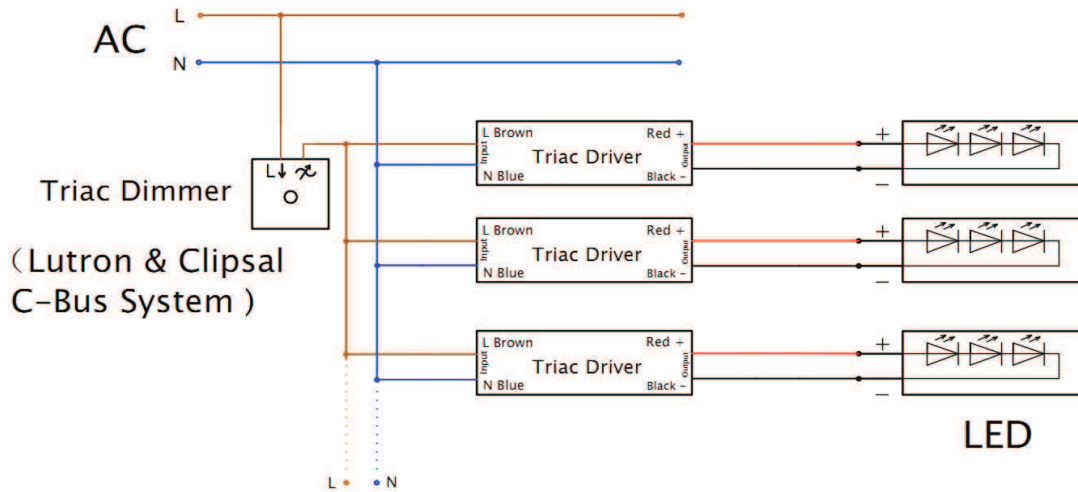 L
AC
N
L Brown
Red +
Input
Triac Driver
Output
N Blue
Black -
+
-
L
Triac Dimmer
(Lutron & Clipsal
C-Bus System )
L Brown
Red +
Input
Triac Driver
Output
N Blue
Black -
+
-
L Brown
Red +
Input
Triac Driver
Output
N Blue
Black -
+
-
LED
L
N